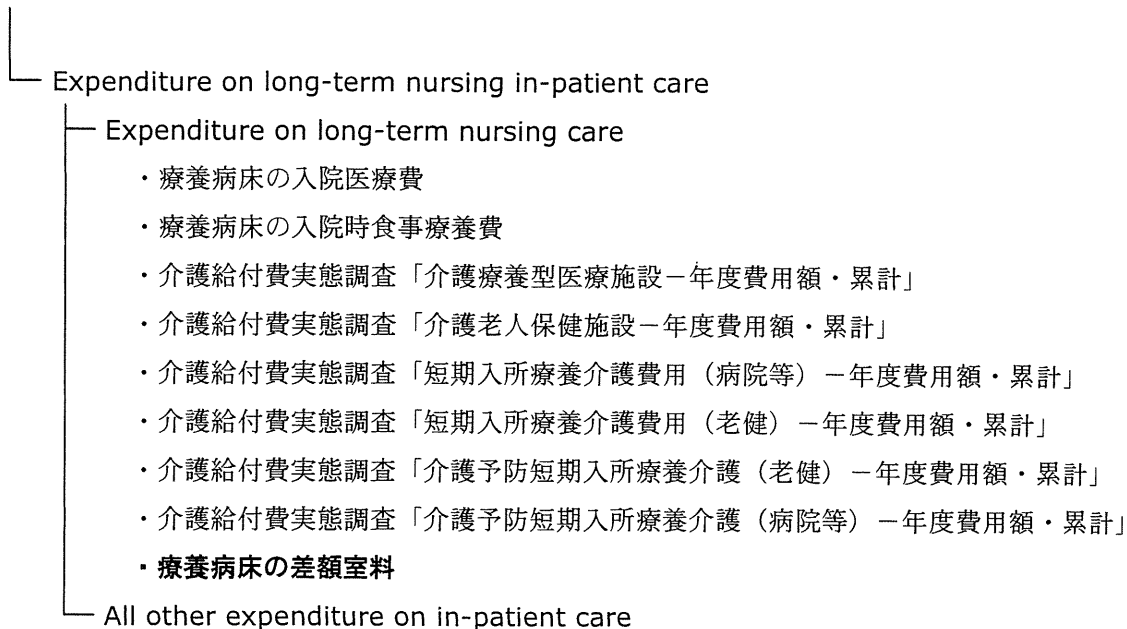 Expenditure on long-term nursing in-patient care
Expenditure on long-term nursing care
・療養病床の入院医療費
・療養病床の入院時食事療養費
・介護給付費実態調査「介護療養型医療施設－年度費用額・累計」
・介護給付費実態調査「介護老人保健施設－年度費用額・累計」
・介護給付費実態調査「短期入所療養介護費用（病院等）－年度費用額・累計」
・介護給付費実態調査「短期入所療養介護費用（老健）－年度費用額・累計」
・介護給付費実態調査「介護予防短期入所療養介護（老健）－年度費用額・累計」
・介護給付費実態調査「介護予防短期入所療養介護（病院等）－年度費用額・累計」
・療養病床の差額室料
All other expenditure on in-patient care